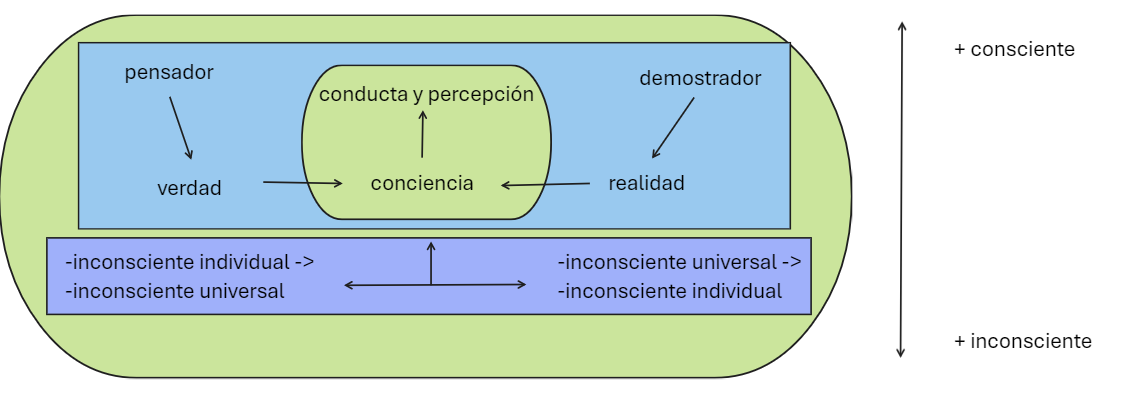 pensador
demostrador
conducta y percepción
verdad
conciencia
realidad
-inconsciente individual ->
-inconsciente universal
-inconsciente universal ->
-inconsciente individual
+ consciente
+ inconsciente